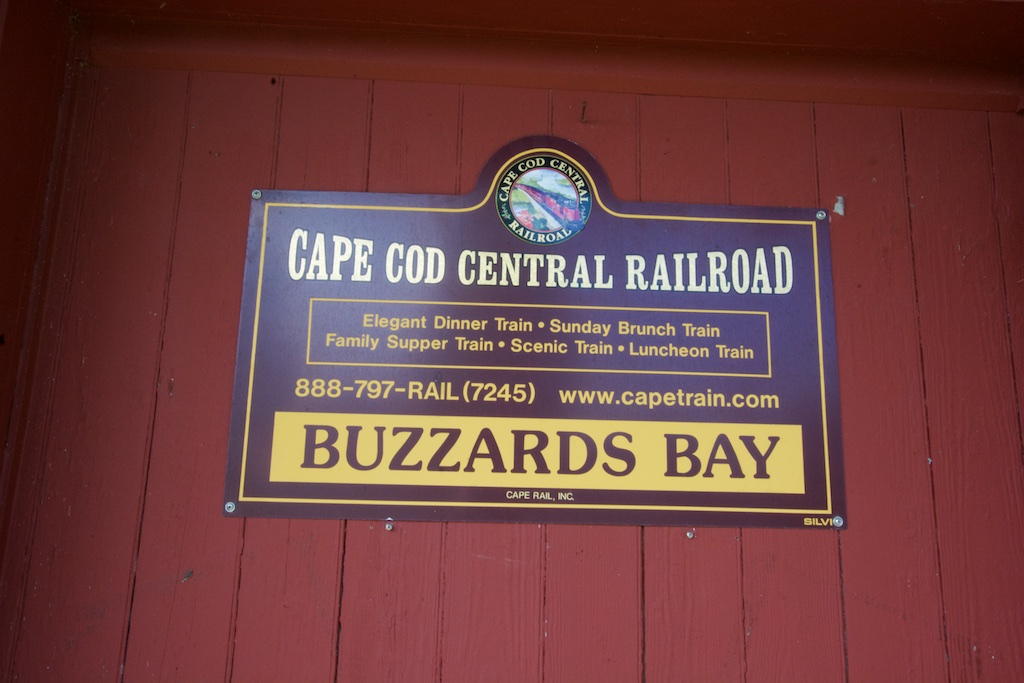 CAPE COD CENTRAL
RAILROAD
CAPE COD CENTRAL RAILROAD
Elegant Dinner Train • Sunday Brunch Train
Family Supper Train • Scenic Train • Luncheon Train
888-797-RAIL (7245) www.capetrain.com
BUZZARDS BAY
CAPE RAIL, INC.
SILVI